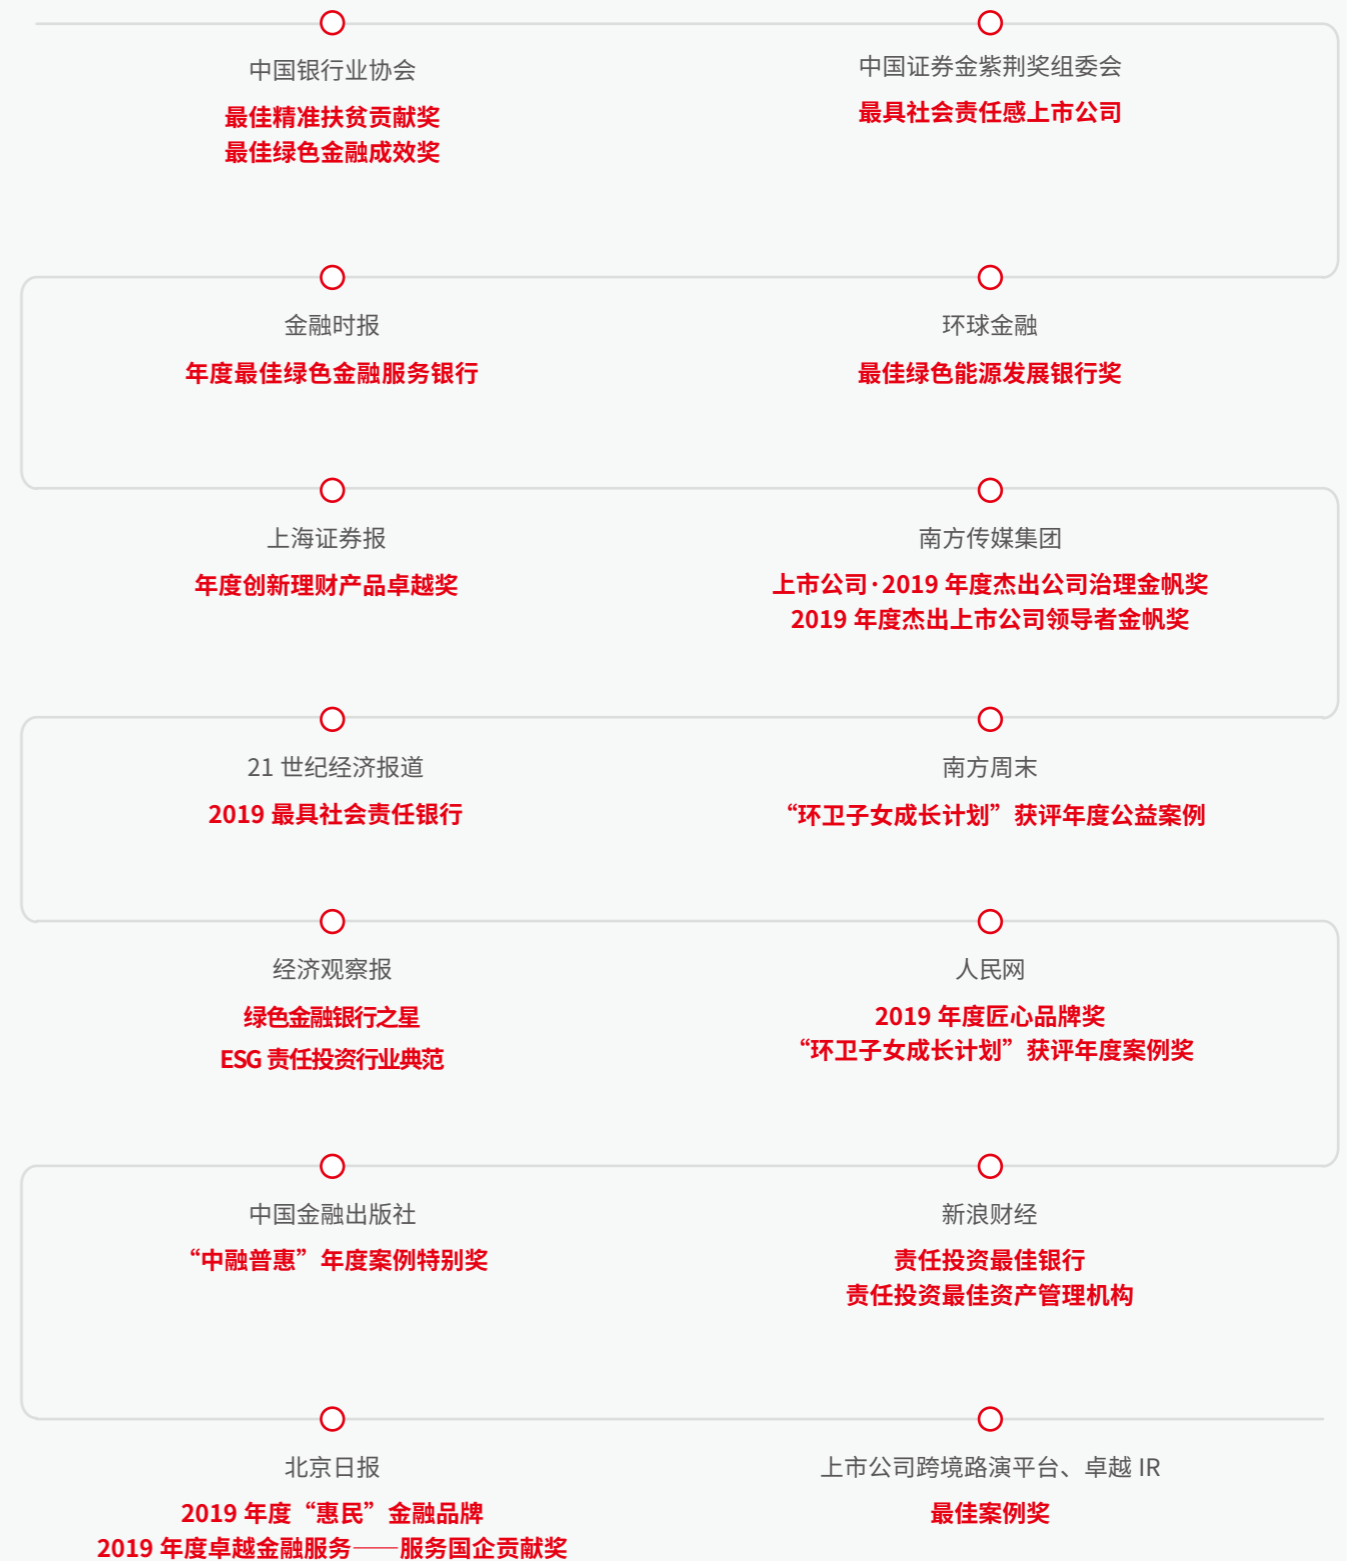 中国银行业协会
最佳精准扶贫贡献奖
最佳绿色金融成效奖
中国证券金紫荆奖组委会
最具社会责任感上市公司
金融时报
年度最佳绿色金融服务银行
环球金融
最佳绿色能源发展银行奖
上海证券报
年度创新理财产品卓越奖
南方传媒集团
上市公司·2019 年度杰出公司治理金帆奖
2019 年度杰出上市公司领导者金帆奖
21 世纪经济报道
2019 最具社会责任银行
南方周末
“环卫子女成长计划”获评年度公益案例
经济观察报
绿色金融银行之星
ESG 责任投资行业典范
人民网
2019 年度匠心品牌奖
“环卫子女成长计划”获评年度案例奖
中国金融出版社
“中融普惠”年度案例特别奖
新浪财经
责任投资最佳银行
责任投资最佳资产管理机构
北京日报
2019 年度“惠民”金融品牌
2019 年度卓越金融服务——服务国企贡献奖
上市公司跨境路演平台、卓越 IR
最佳案例奖